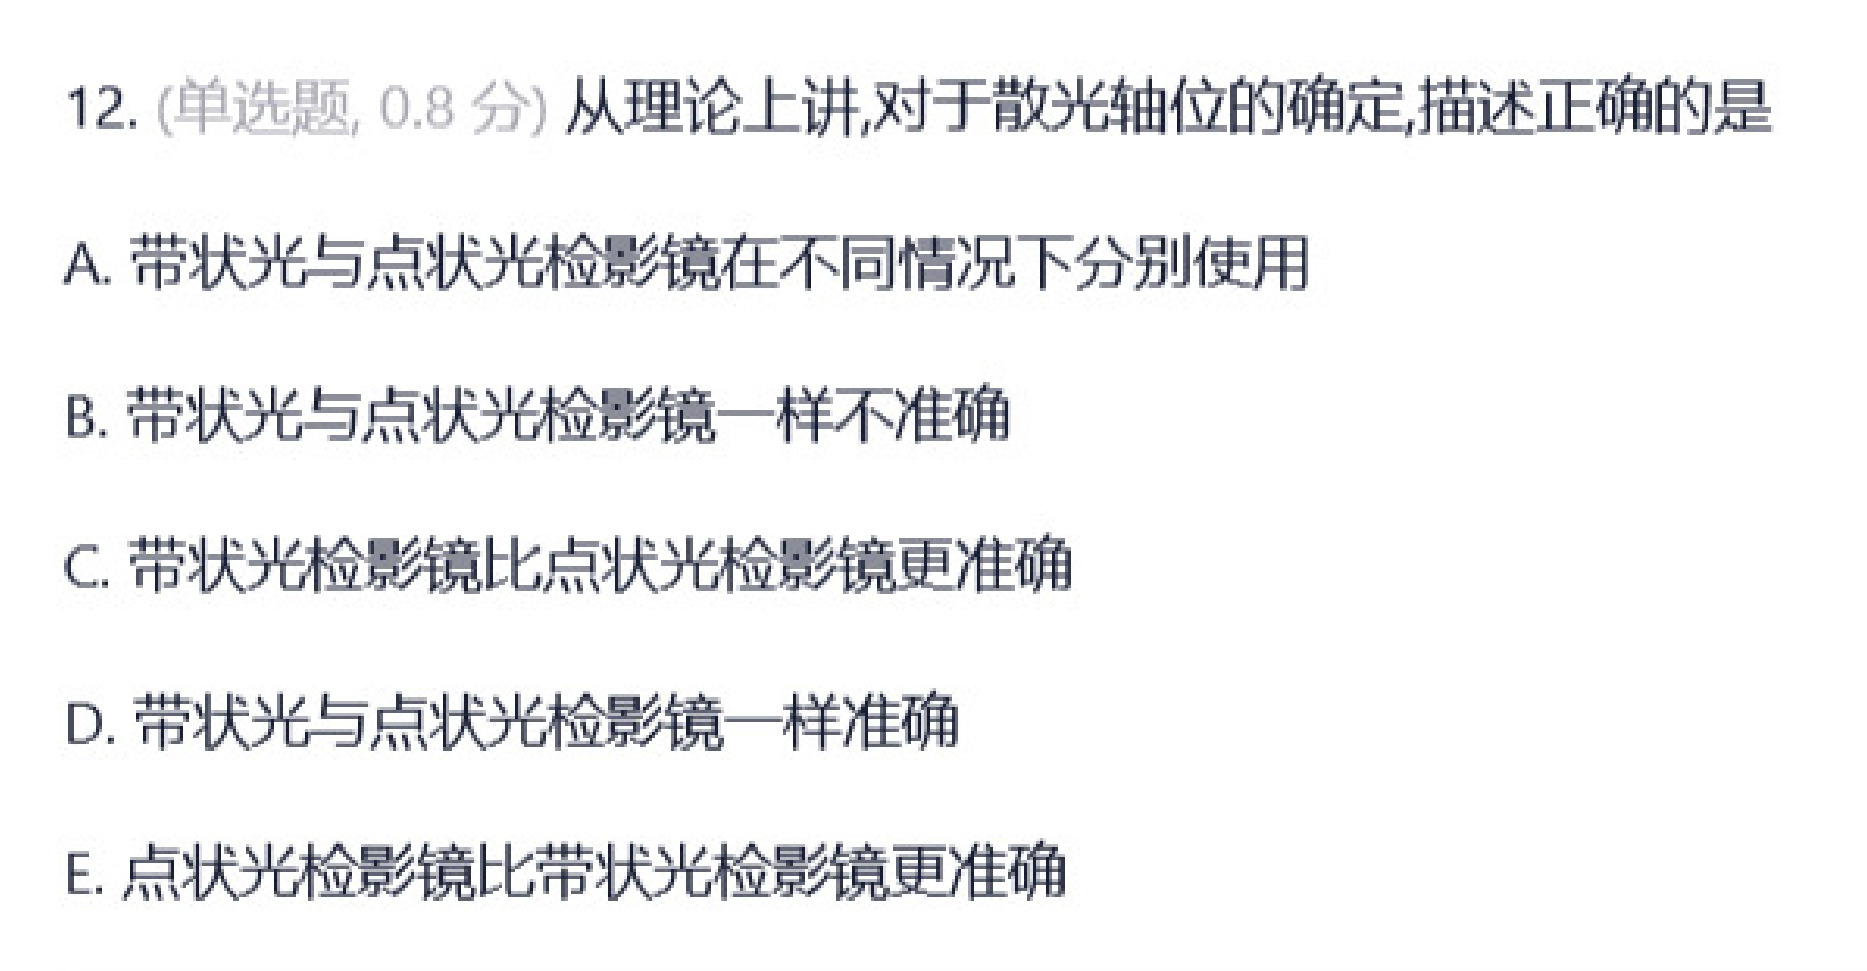 12. (单选题, 0.8 分) 从理论上讲,对于散光轴位的确定,描述正确的是
A. 带状光与点状光检影镜在不同情况下分别使用
B. 带状光与点状光检影镜一样不准确
C. 带状光检影镜比点状光检影镜更准确
D. 带状光与点状光检影镜一样准确
E. 点状光检影镜比带状光检影镜更准确